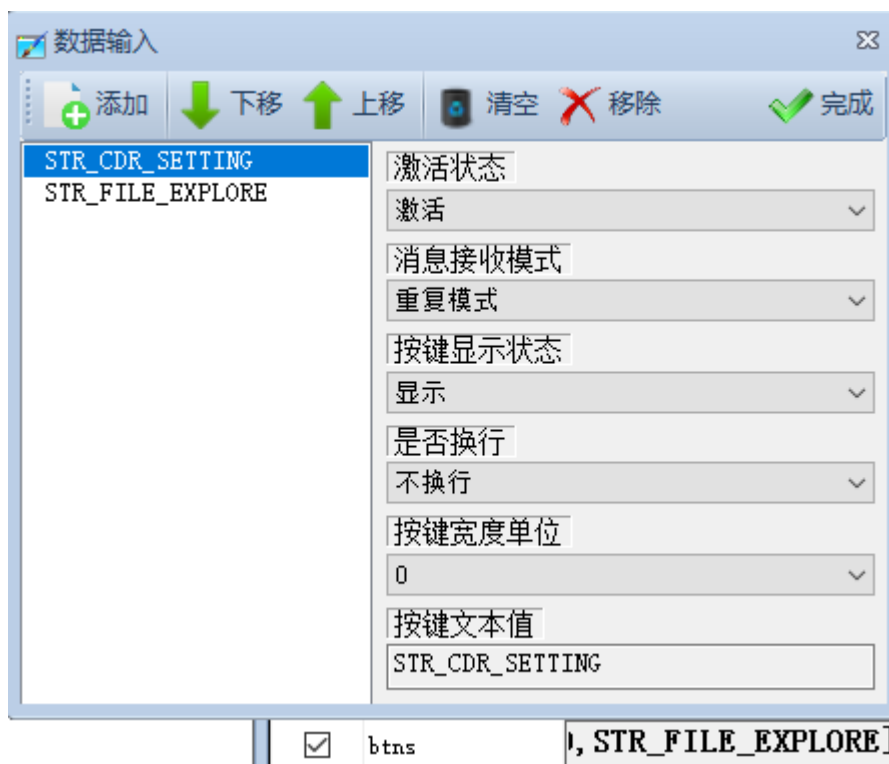 数据输入
添加 下移 上移 清空 移除 完成
STR_CDR_SETTING
STR_FILE_EXPLORE
激活状态
激活
消息接收模式
重复模式
按键显示状态
显示
是否换行
不换行
按键宽度单位
0
按键文本值
STR_CDR_SETTING
btns
, STR_FILE_EXPLORE]